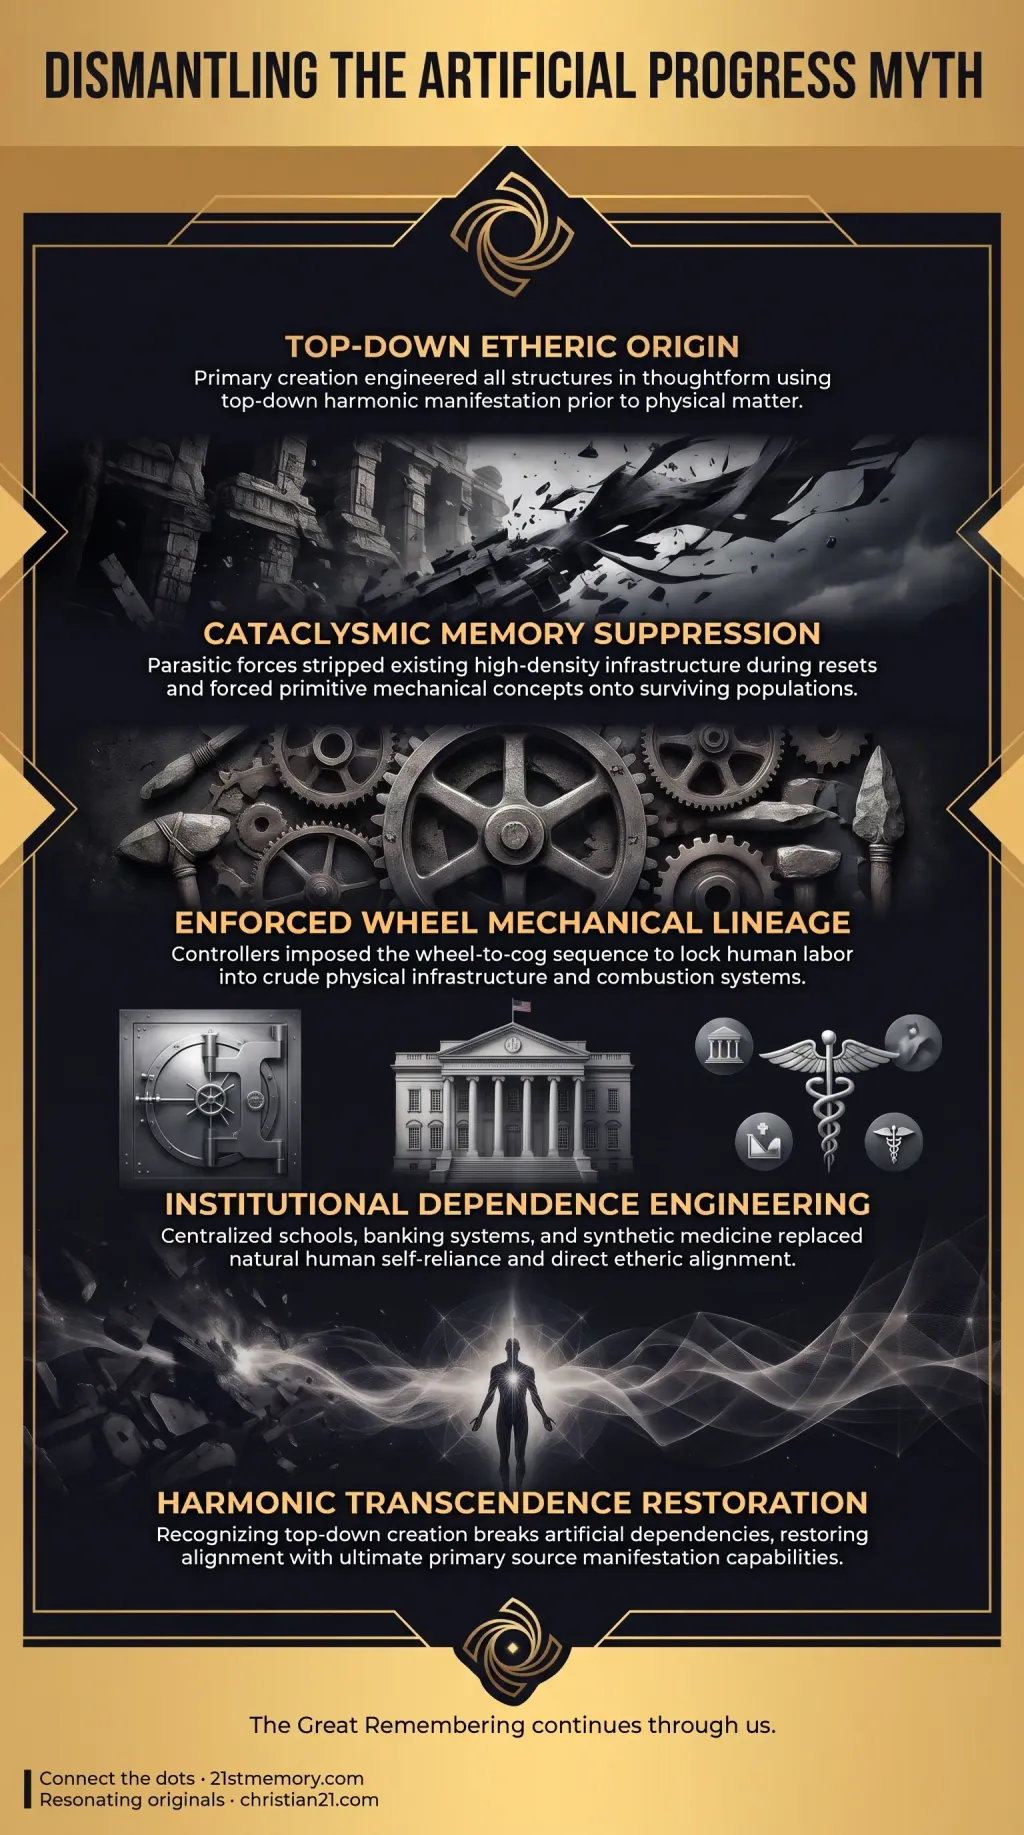 DISMANTLING THE ARTIFICIAL PROGRESS MYTH
TOP-DOWN ETHERIC ORIGIN
Primary creation engineered all structures in thoughtform using
top-down harmonic manifestation prior to physical matter.
CATACLYSMIC MEMORY SUPPRESSION
Parasitic forces stripped existing high-density infrastructure during resets
and forced primitive mechanical concepts onto surviving populations.
ENFORCED WHEEL MECHANICAL LINEAGE
Controllers imposed the wheel-to-cog sequence to lock human labor
into crude physical infrastructure and combustion systems.
INSTITUTIONAL DEPENDENCE ENGINEERING
Centralized schools, banking systems, and synthetic medicine replaced
natural human self-reliance and direct etheric alignment.
HARMONIC TRANSCENDENCE RESTORATION
Recognizing top-down creation breaks artificial dependencies, restoring
alignment with ultimate primary source manifestation capabilities.
The Great Remembering continues through us.
Connect the dots · 21stmemory.com
Resonating originals · christian21.com